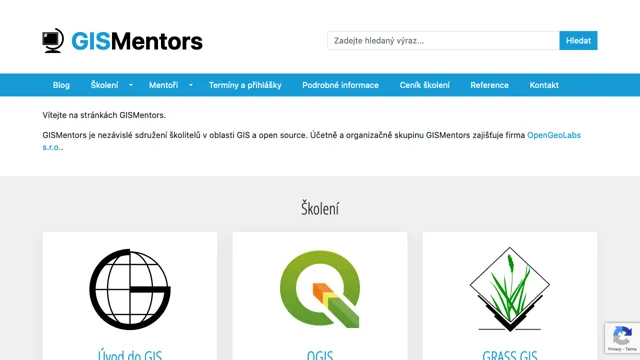 GISMentors
Zadejte hledaný výraz...
Hledat
Blog
Školení
Mentoři
Termíny a přihlášky
Podrobné informace
Ceník školení
Reference
Kontakt
Vítejte na stránkách GISMentors.
GISMentors je nezávislé sdružení školitelů v oblasti GIS a open source. Účetně a organizačně skupinu GISMentors zajišťuje firma OpenGeoLabs
s.r.o..
Školení
Úvod do GIS
QGIS
GRASS GIS
Privacy - Terms